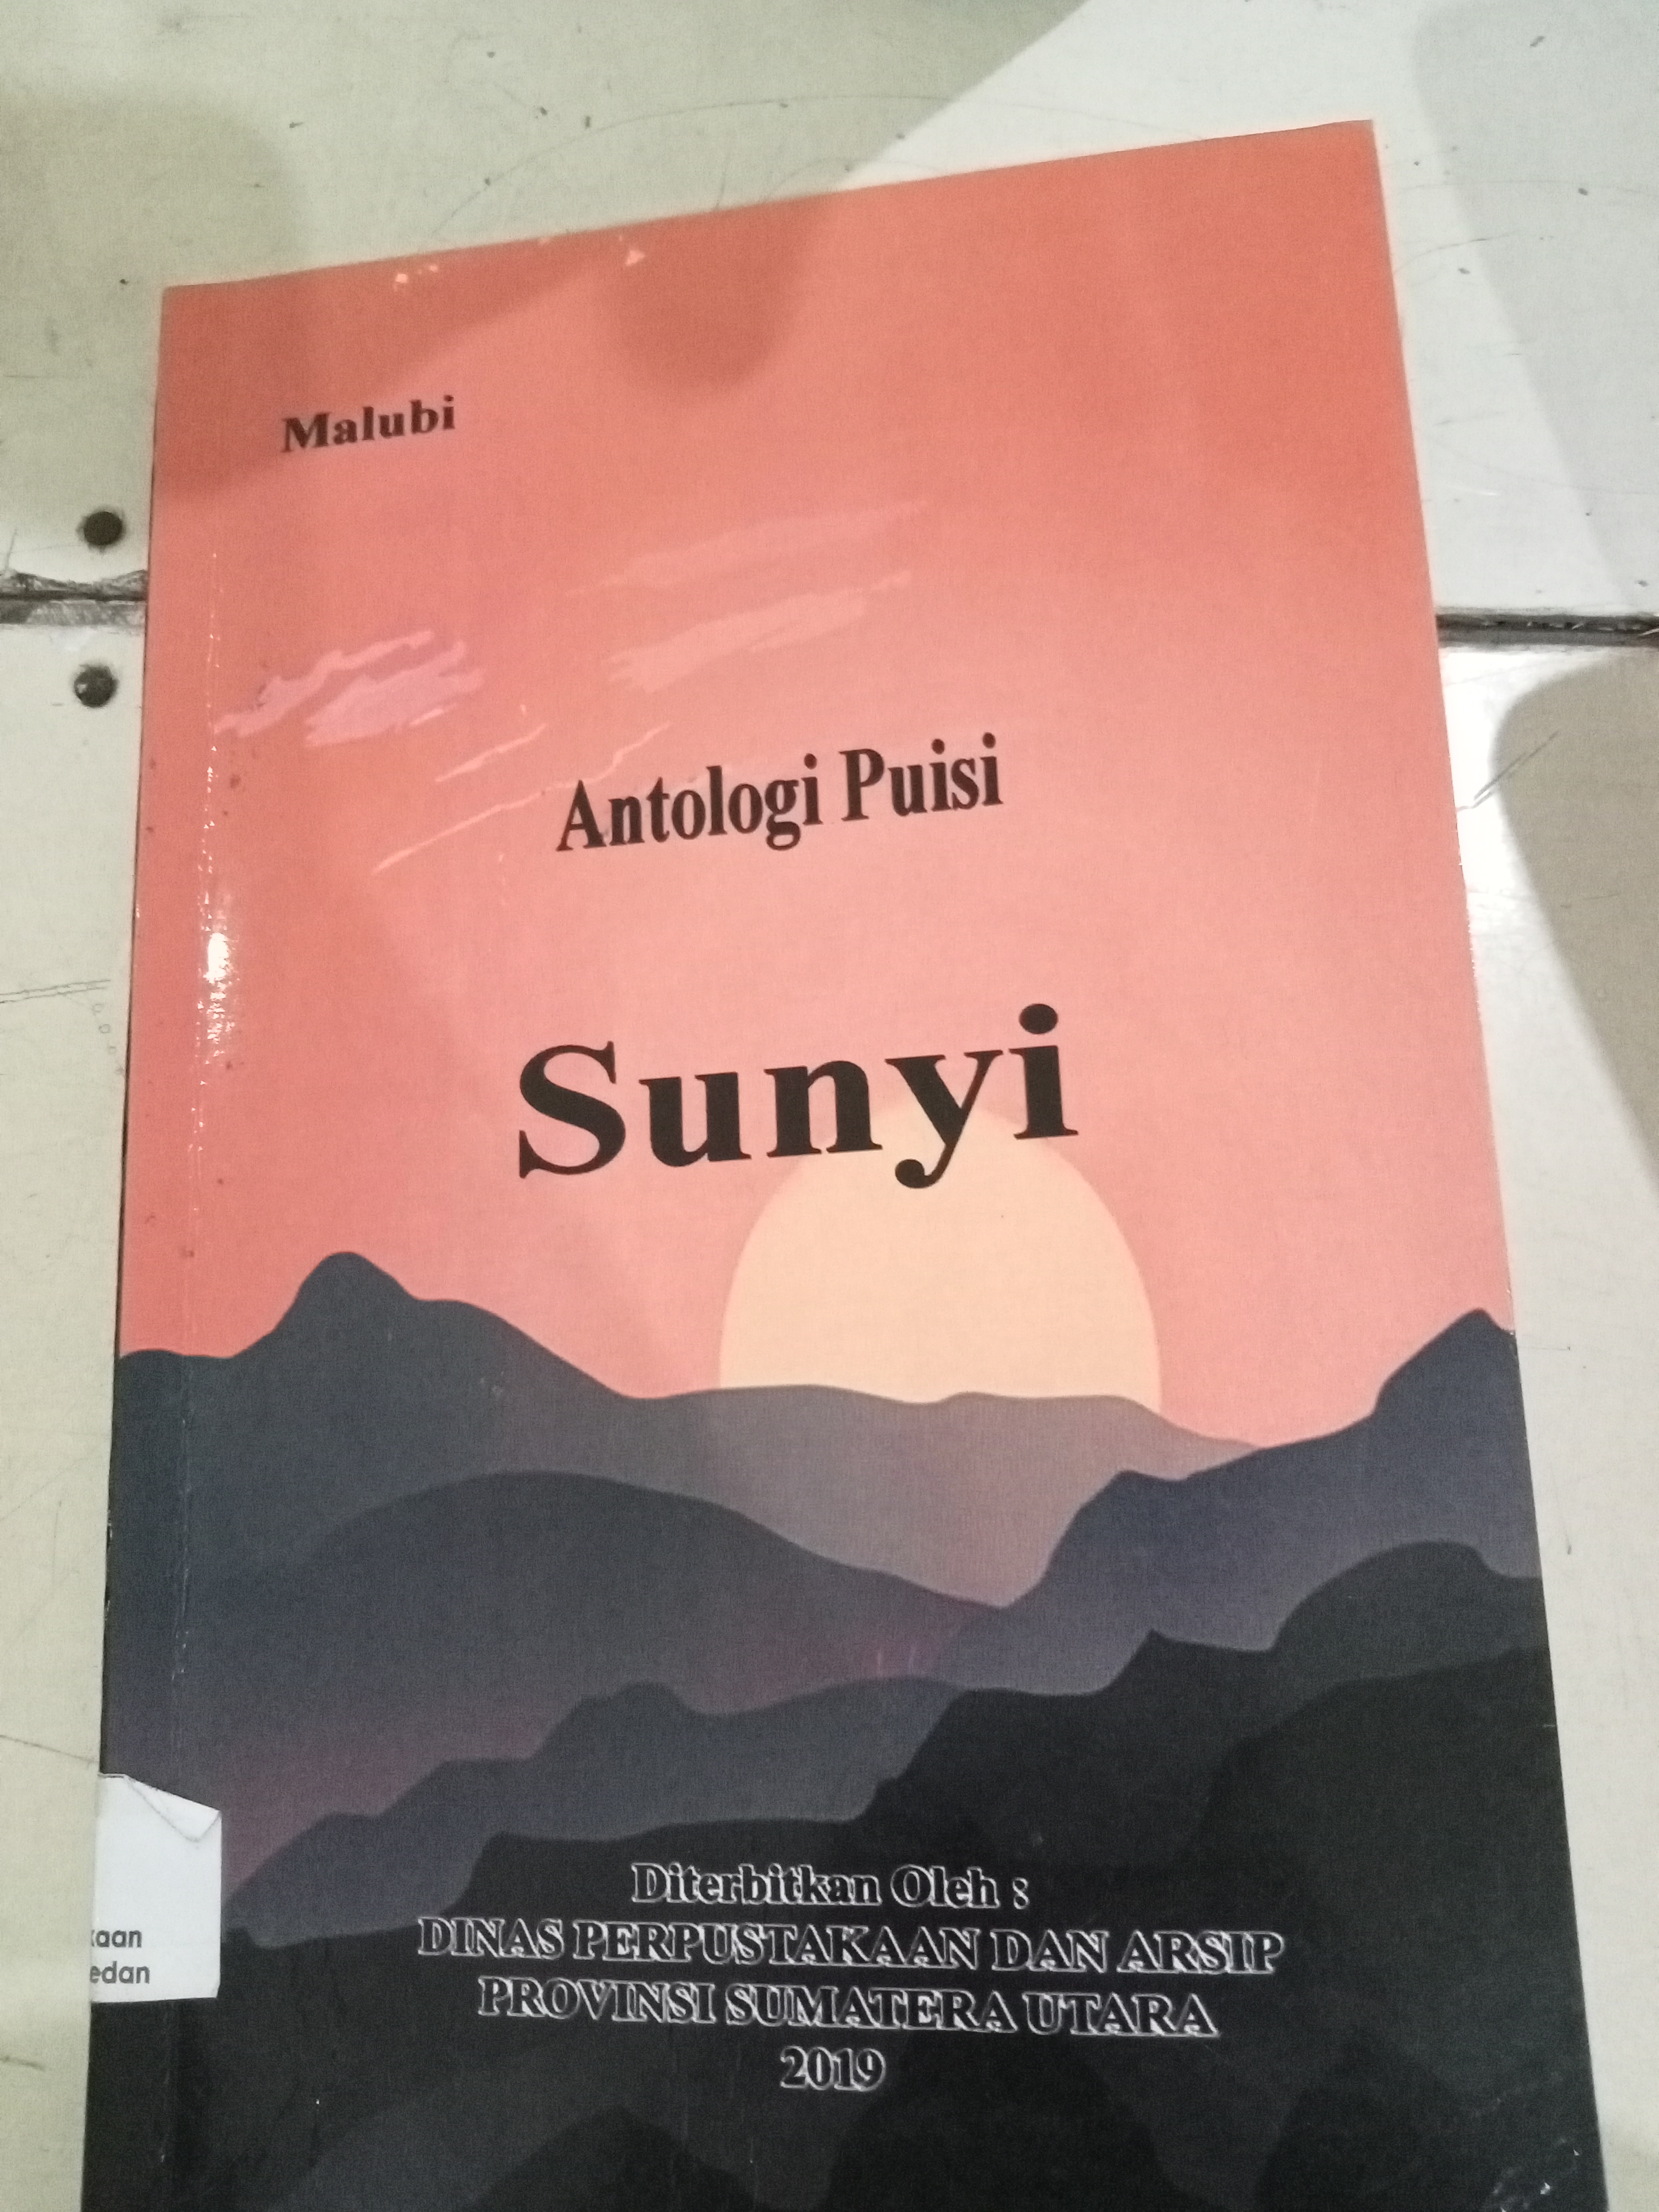 Malubi
Antologi Puisi
Sunyi
Diterbitkan Oleh :
DINAS PERPUSTAKAAN DAN ARSIP
PROVINSI SUMATERA UTARA
2019
kaan
edan